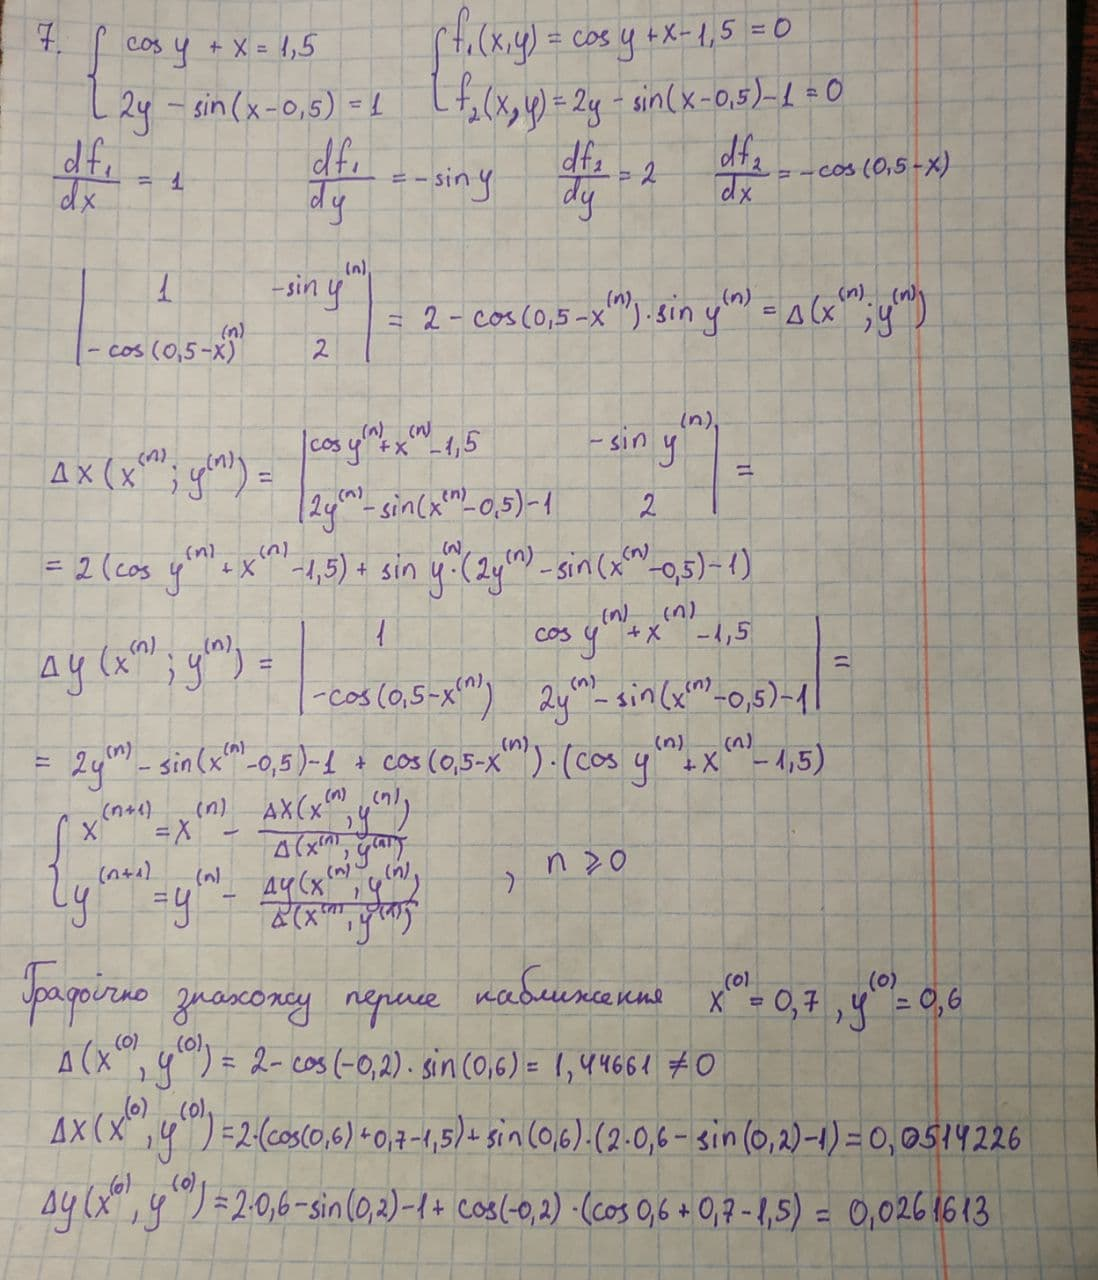 7. { cos y + x = 1,5 { f₁(x,y) = cos y + x - 1,5 = 0
2y - sin(x-0,5) = 1 f₂(x,y) = 2y - sin(x-0,5) - 1 = 0
df₁/dx = 1 df₁/dy = - sin y df₂/dy = 2 df₂/dx = - cos(0,5-x)
| 1 -sin y⁽ⁿ⁾ |
| - cos(0,5-x)⁽ⁿ⁾ 2 | = 2 - cos(0,5-x⁽ⁿ⁾)·sin y⁽ⁿ⁾ = Δ(x⁽ⁿ⁾; y⁽ⁿ⁾)
Δx(x⁽ⁿ⁾; y⁽ⁿ⁾) = | cos y⁽ⁿ⁾ + x⁽ⁿ⁾ - 1,5 - sin y⁽ⁿ⁾ |
| 2y⁽ⁿ⁾ - sin(x⁽ⁿ⁾-0,5) - 1 2 | =
= 2(cos y⁽ⁿ⁾ + x⁽ⁿ⁾ - 1,5) + sin y⁽ⁿ⁾·(2y⁽ⁿ⁾ - sin(x⁽ⁿ⁾-0,5) - 1)
Δy(x⁽ⁿ⁾; y⁽ⁿ⁾) = | 1 cos y⁽ⁿ⁾ + x⁽ⁿ⁾ - 1,5 |
| - cos(0,5-x⁽ⁿ⁾) 2y⁽ⁿ⁾ - sin(x⁽ⁿ⁾-0,5) - 1 | =
= 2y⁽ⁿ⁾ - sin(x⁽ⁿ⁾-0,5) - 1 + cos(0,5-x⁽ⁿ⁾)·(cos y⁽ⁿ⁾ + x⁽ⁿ⁾ - 1,5)
{ x⁽ⁿ⁺¹⁾ = x⁽ⁿ⁾ - Δx(x⁽ⁿ⁾, y⁽ⁿ⁾)/Δ(x⁽ⁿ⁾, y⁽ⁿ⁾)
y⁽ⁿ⁺¹⁾ = y⁽ⁿ⁾ - Δy(x⁽ⁿ⁾, y⁽ⁿ⁾)/Δ(x⁽ⁿ⁾, y⁽ⁿ⁾) , n ⩾ 0
Графічно знахожу перше наближення x⁽⁰⁾ = 0,7 , y⁽⁰⁾ = 0,6
Δ(x⁽⁰⁾, y⁽⁰⁾) = 2 - cos(-0,2)·sin(0,6) = 1,44661 ≠ 0
Δx(x⁽⁰⁾, y⁽⁰⁾) = 2·(cos(0,6) + 0,7 - 1,5) + sin(0,6)·(2·0,6 - sin(0,2) - 1) = 0,0514226
Δy(x⁽⁰⁾, y⁽⁰⁾) = 2·0,6 - sin(0,2) - 1 + cos(-0,2)·(cos 0,6 + 0,7 - 1,5) = 0,0261613